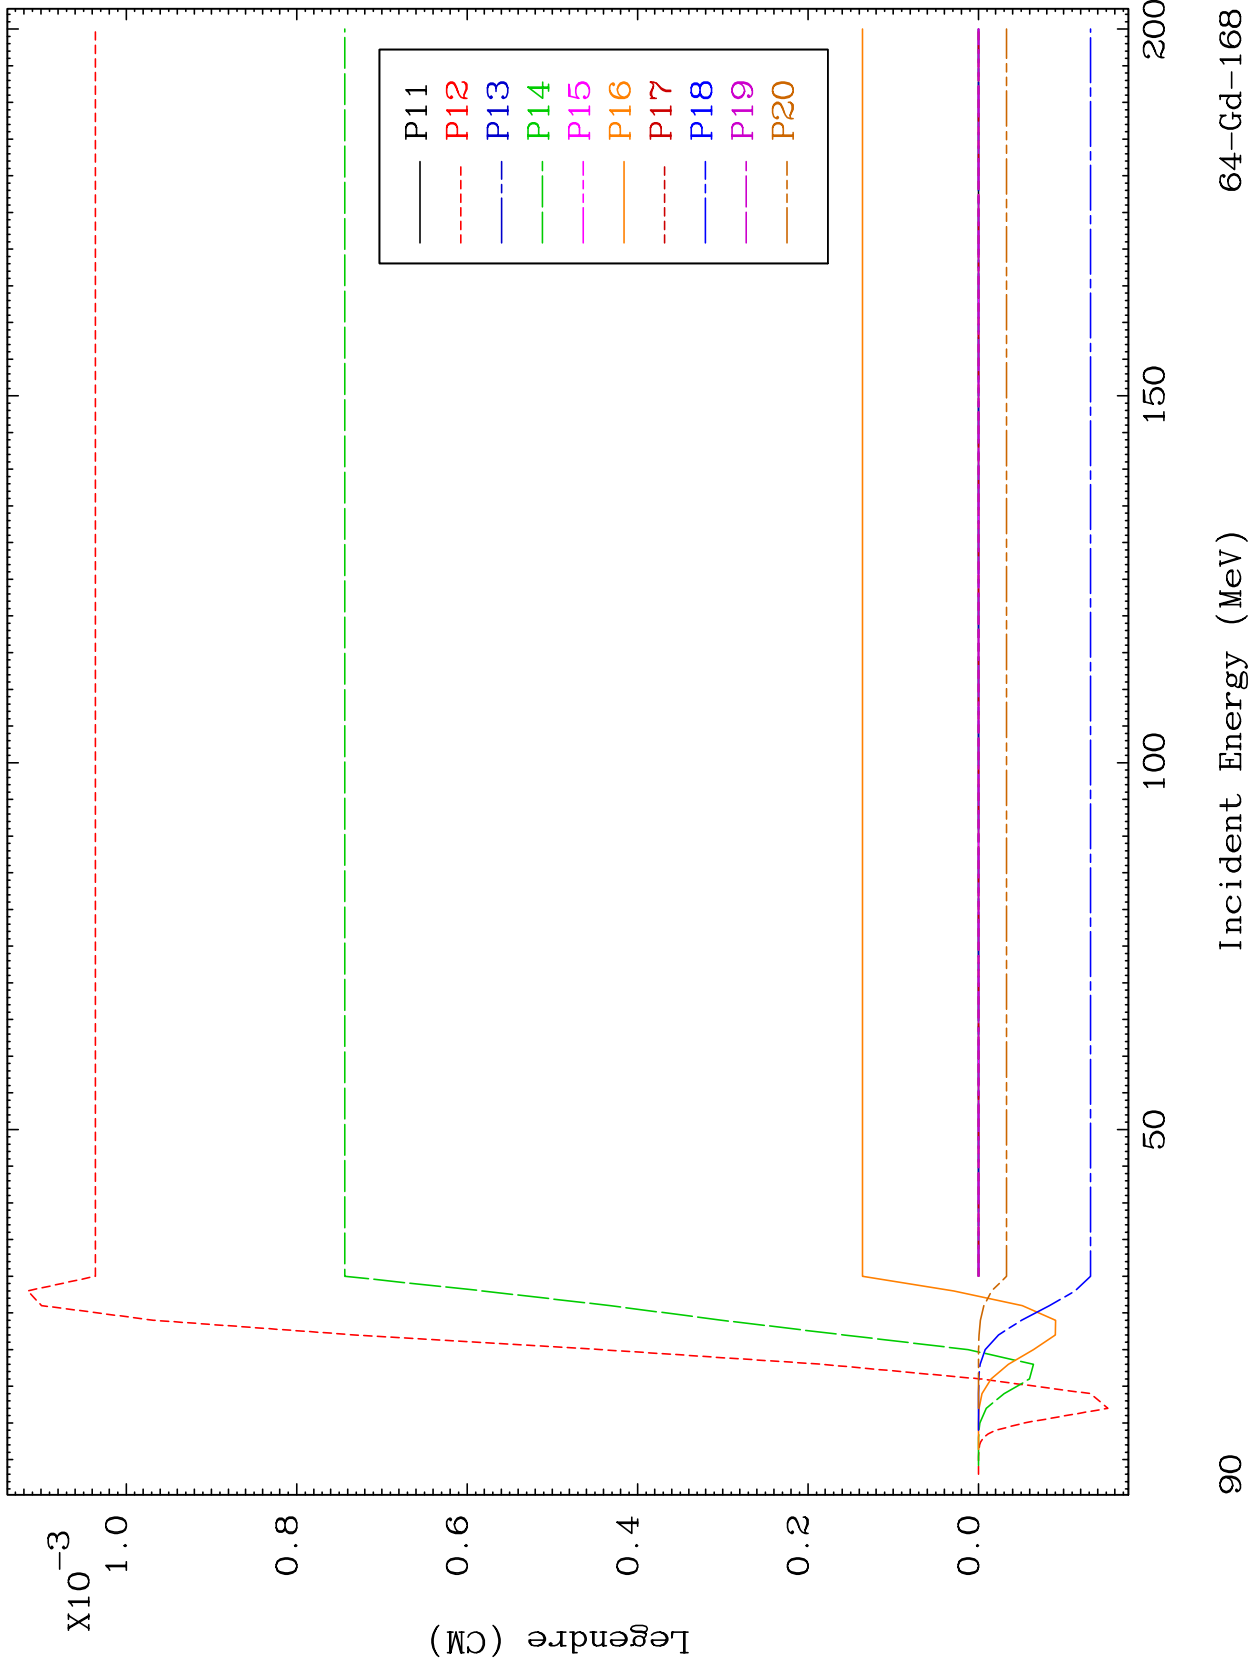 X10-3
1.0
0.8
0.6
0.4
0.2
0.0
Legendre (CM)
P11
P12
P13
P14
P15
P16
P17
P18
P19
P20
50
100
150
200
Incident Energy (MeV)
90
64-Gd-168